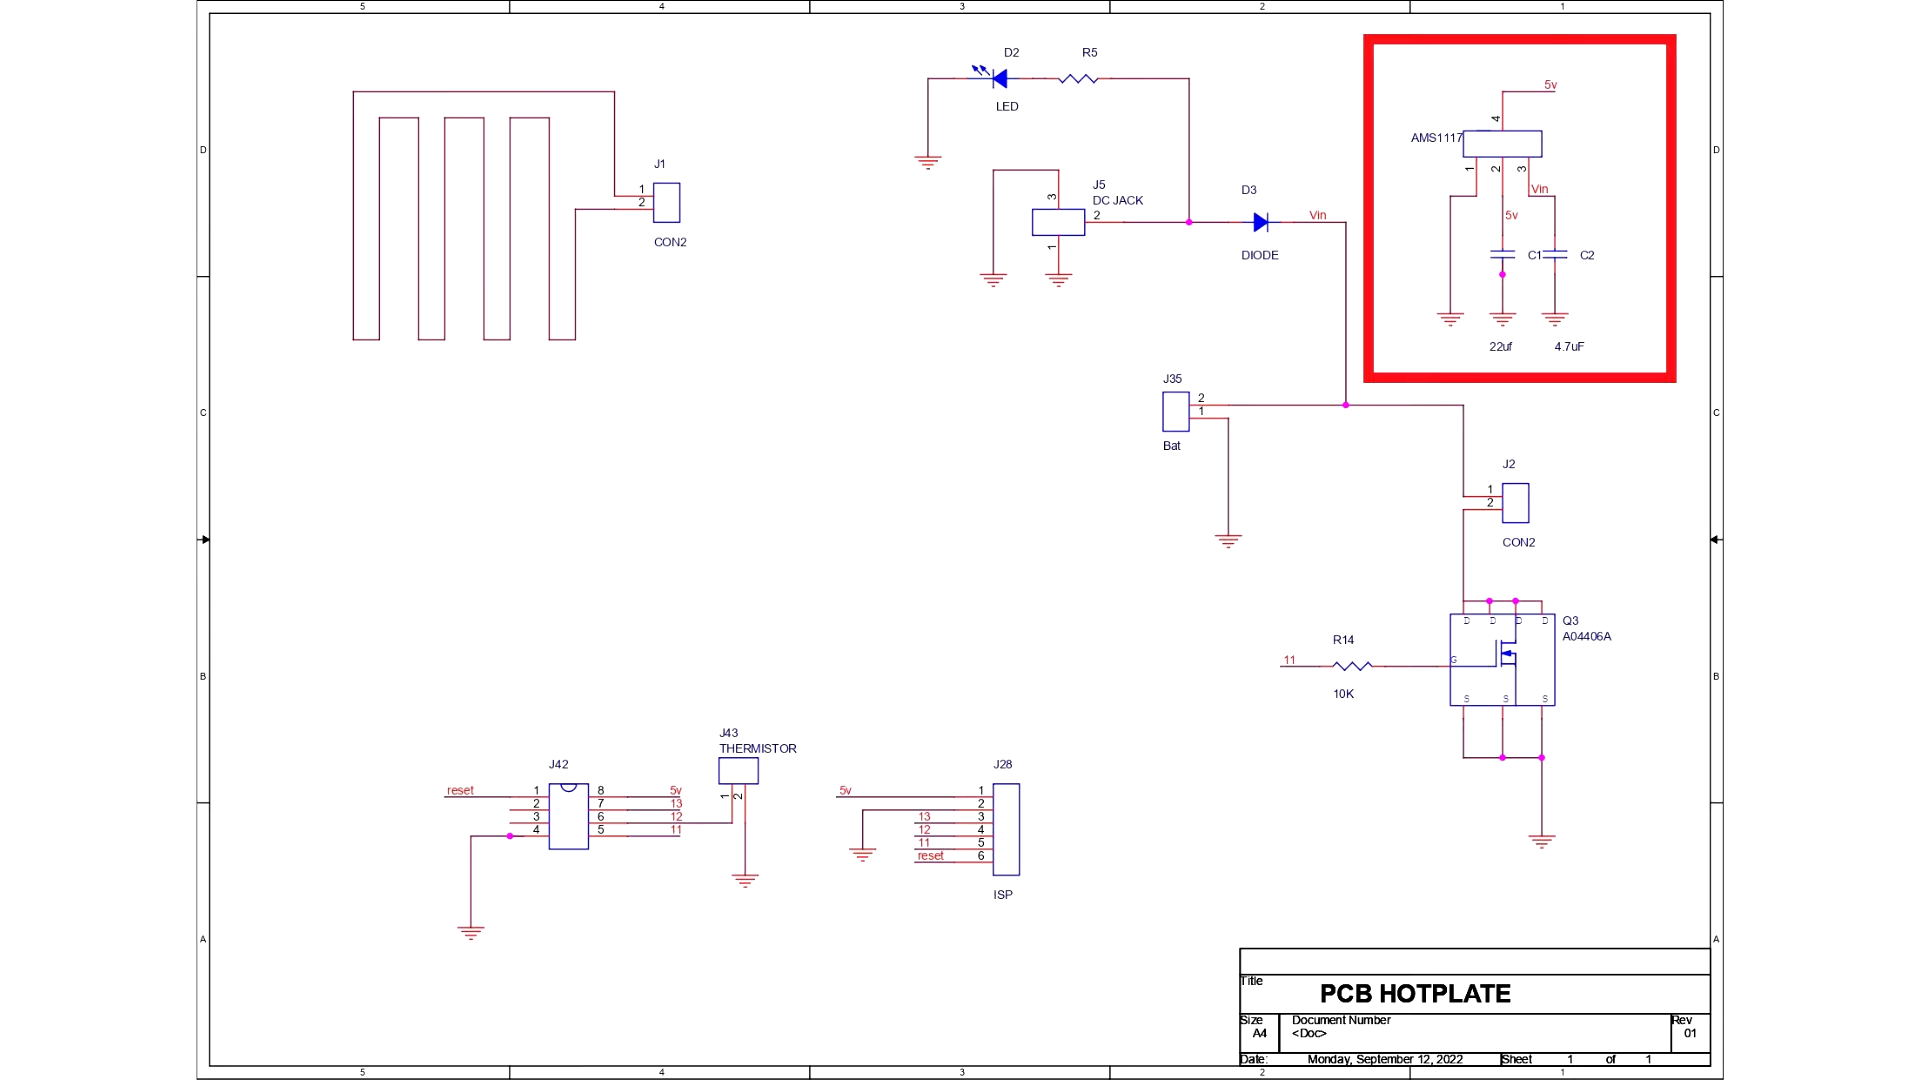 5 4 3 2 1
D D
C C
B B
A A
5 4 3 2 1
J1
1
2
CON2
D2 R5
LED
J5
DC JACK
3
2
1
D3
DIODE
Vin
5v
AMS1117
4
1 2 3
Vin
5v
C1 C2
22uf 4.7uF
J35
2
1
Bat
J2
1
2
CON2
Q3
A04406A
D D D D
G
S S S
R14
11
10K
J43
THERMISTOR
1 2
J42
reset 1 8 5v
2 7 13
3 6 12
4 5 11
J28
5v 1
2
13 3
12 4
11 5
reset 6
ISP
Title
PCB HOTPLATE
Size Document Number Rev
A4 <Doc> 01
Date: Monday, September 12, 2022 Sheet 1 of 1